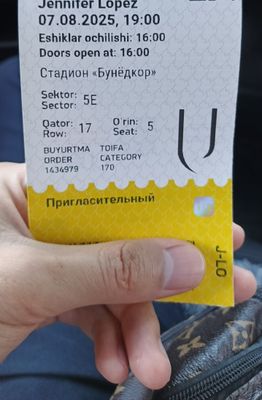 Jennifer Lopez
07.08.2025, 19:00
Eshiklar ochilishi: 16:00
Doors open at: 16:00
Стадион «Бунёдкор»
Sektor: 5E
Sector:
Qator: 17 O'rin: 5
Row: Seat:
BUYURTMA TOIFA
ORDER CATEGORY
1434979 170
Пригласительный
J-LO